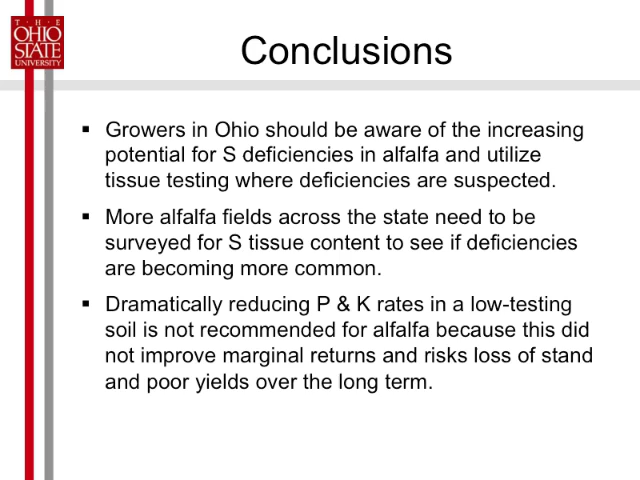 T · H · E
OHIO
STATE
UNIVERSITY
Conclusions
▪ Growers in Ohio should be aware of the increasing
potential for S deficiencies in alfalfa and utilize
tissue testing where deficiencies are suspected.
▪ More alfalfa fields across the state need to be
surveyed for S tissue content to see if deficiencies
are becoming more common.
▪ Dramatically reducing P & K rates in a low-testing
soil is not recommended for alfalfa because this did
not improve marginal returns and risks loss of stand
and poor yields over the long term.